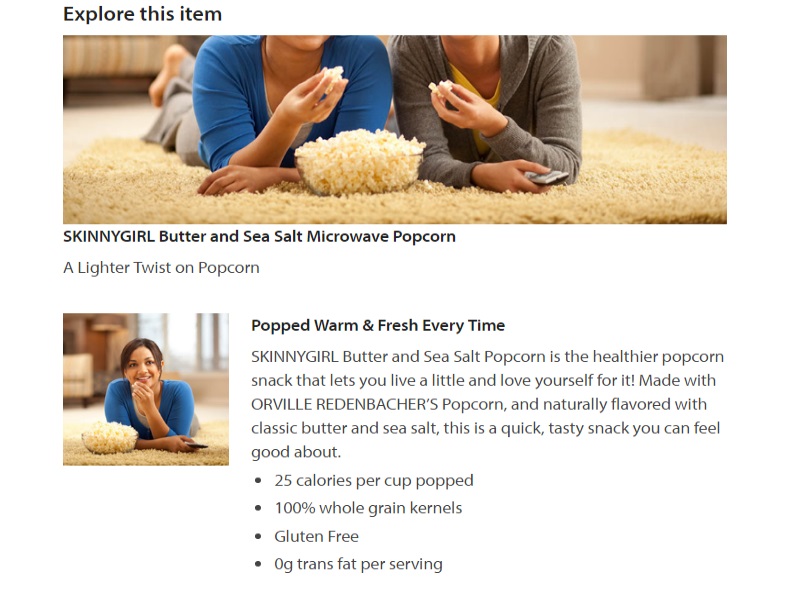 Explore this item
SKINNYGIRL Butter and Sea Salt Microwave Popcorn
A Lighter Twist on Popcorn
Popped Warm & Fresh Every Time
SKINNYGIRL Butter and Sea Salt Popcorn is the healthier popcorn
snack that lets you live a little and love yourself for it! Made with
ORVILLE REDENBACHER’S Popcorn, and naturally flavored with
classic butter and sea salt, this is a quick, tasty snack you can feel
good about.
• 25 calories per cup popped
• 100% whole grain kernels
• Gluten Free
• 0g trans fat per serving